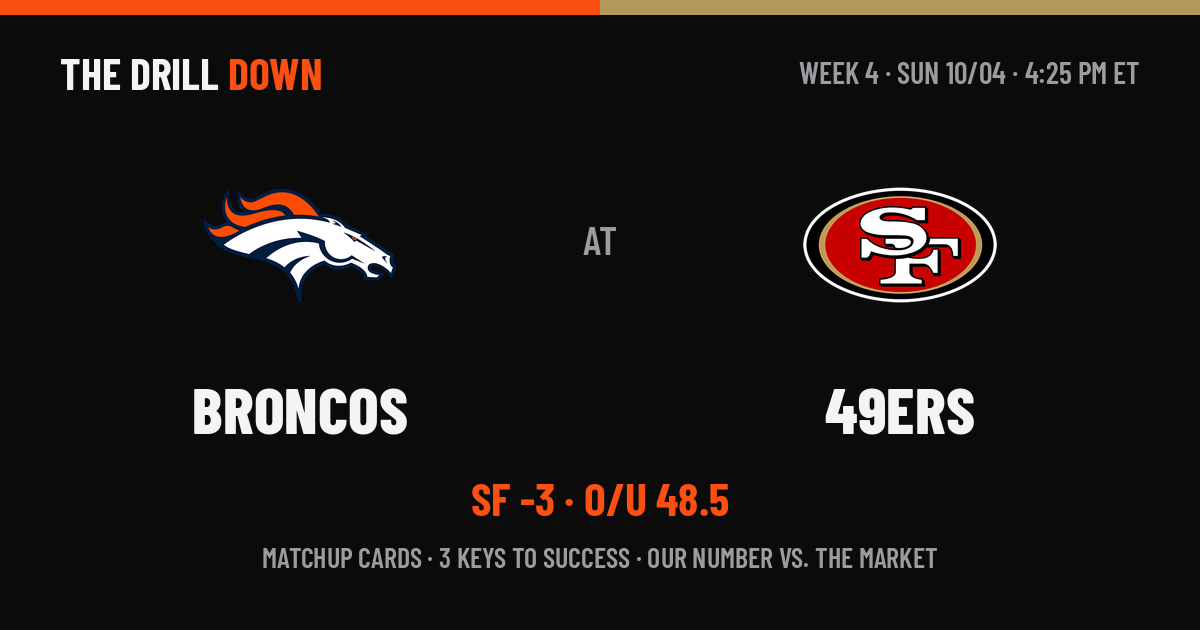 THE DRILL DOWN
WEEK 4 · SUN 10/04 · 4:25 PM ET
AT
SF
BRONCOS
49ERS
SF -3 · O/U 48.5
MATCHUP CARDS · 3 KEYS TO SUCCESS · OUR NUMBER VS. THE MARKET